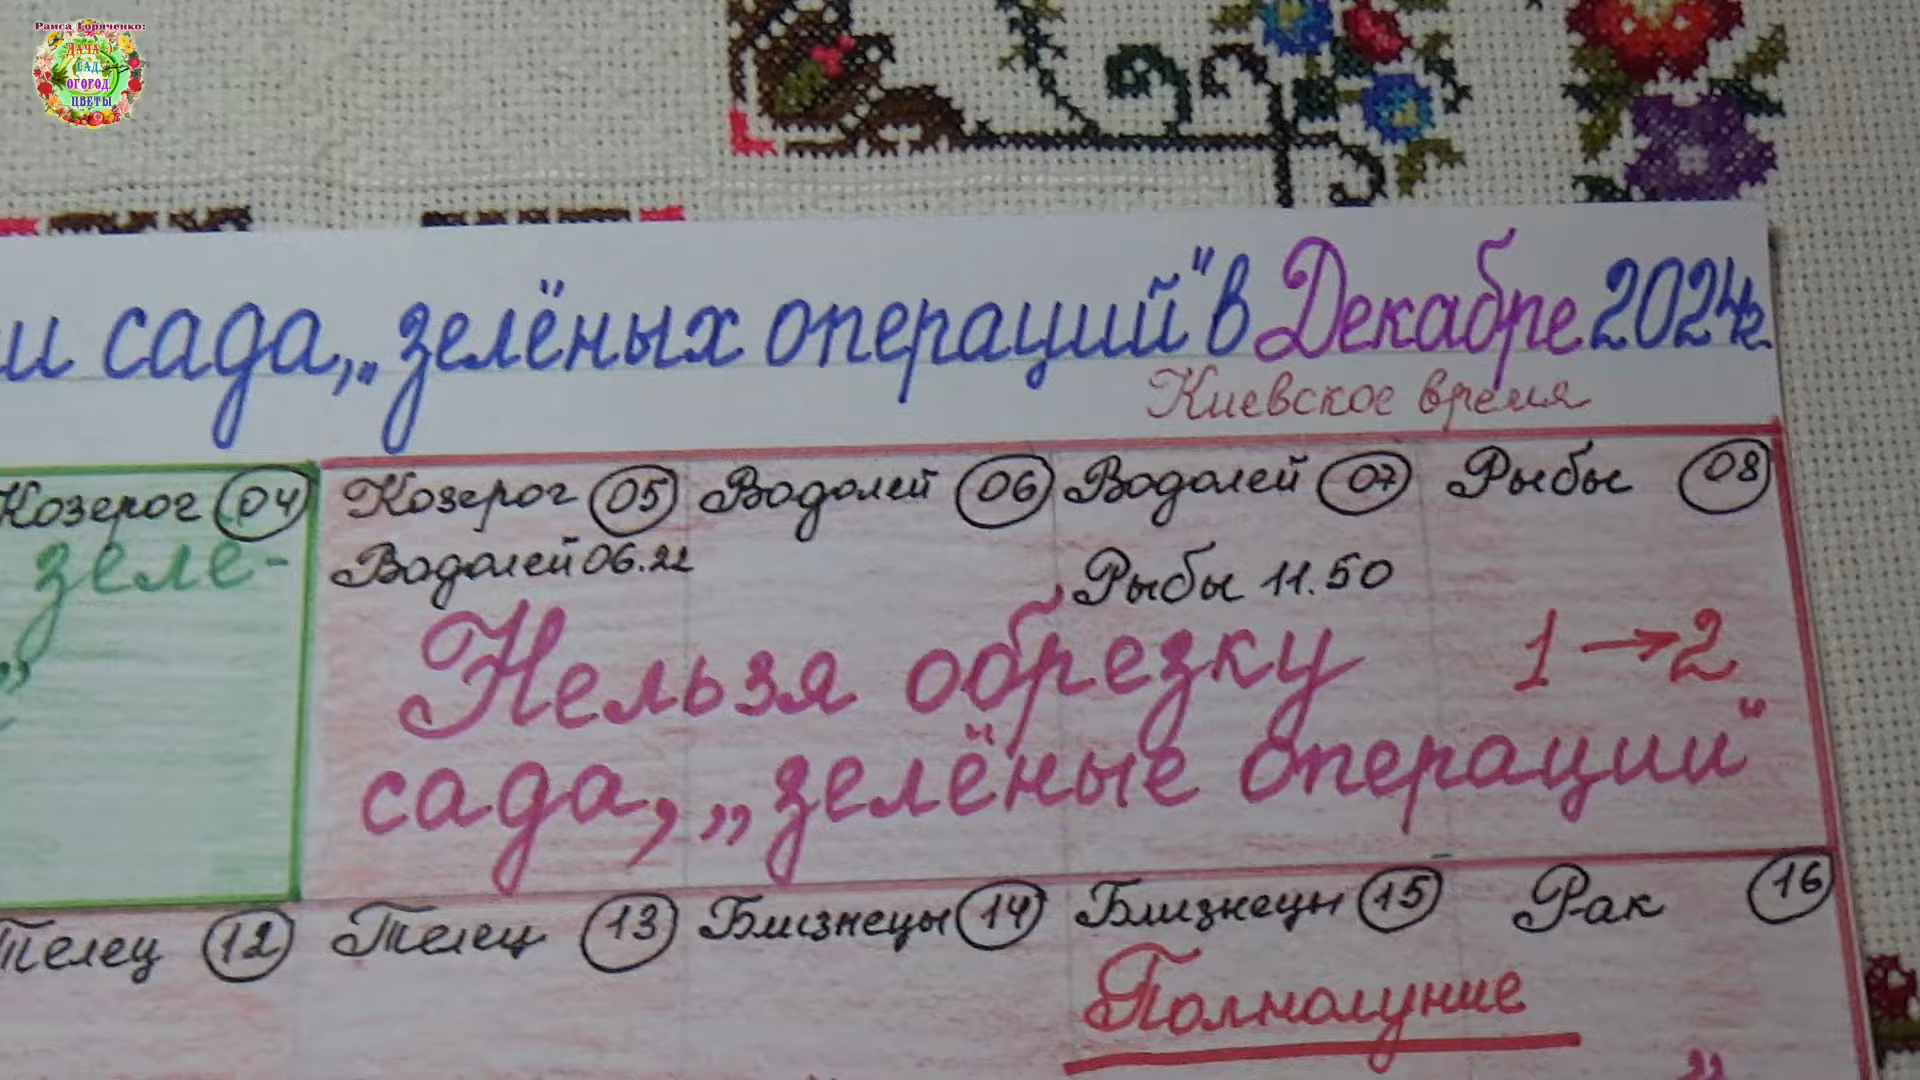 Раиса Горяченко:
ДАЧА
САД
ОГОРОД
ЦВЕТЫ
и сада, „зелёных операций" в Декабре 2024г.
Киевское время
Козерог 04 Козерог 05 Водолей 06 Водолей 07 Рыбы 08
Водолей 06.22 Рыбы 11.50
зеле-
„
Нельзя обрезку 1→2
сада, „зелёные операции"
Телец 12 Телец 13 Близнецы 14 Близнецы 15 Рак 16
Полнолуние